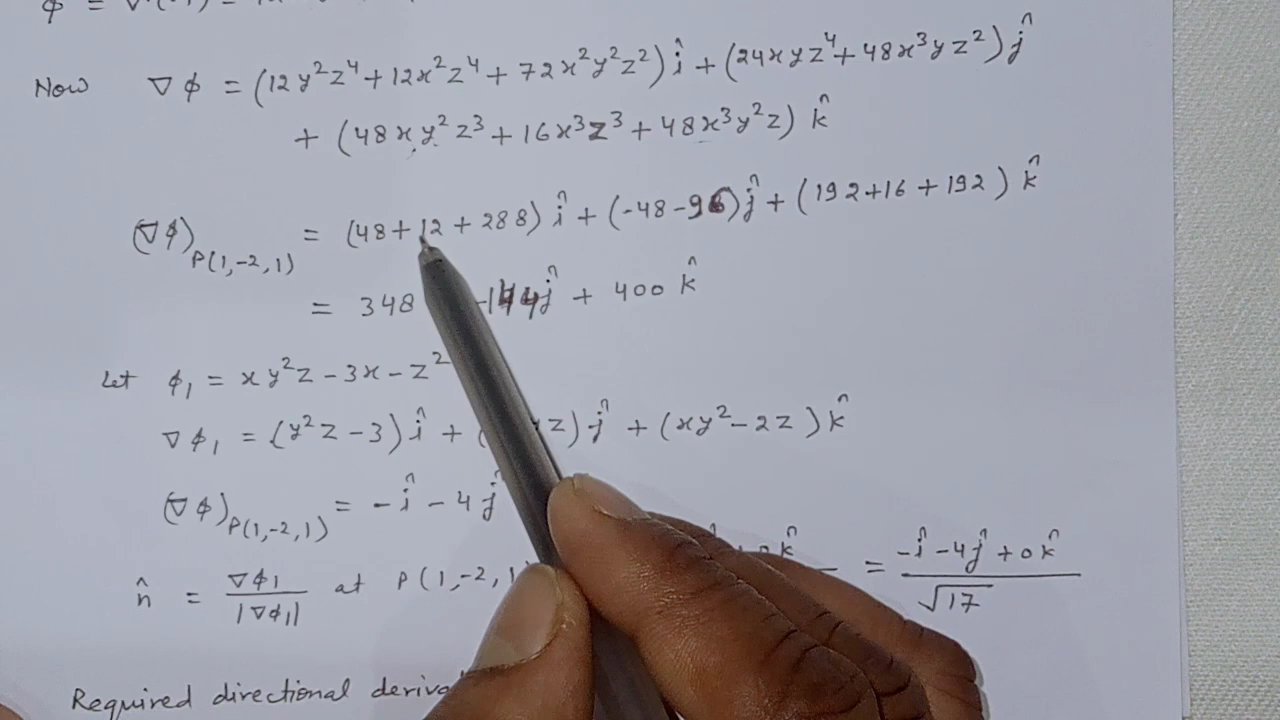 φ =
Now ∇φ = (12y²z⁴ + 12x²z⁴ + 72x²y²z²) î + (24xyz⁴ + 48x³yz²) ĵ
+ (48xy²z³ + 16x³z³ + 48x³y²z) k̂
(∇φ)P(1,-2,1) = (48 + 12 + 288) î + (-48 - 96) ĵ + (192 + 16 + 192) k̂
= 348 -144 ĵ + 400 k̂
Let φ₁ = xy²z - 3x - z²
∇φ₁ = (y²z - 3) î + ( z) ĵ + (xy² - 2z) k̂
(∇φ)P(1,-2,1) = -î - 4ĵ
n̂ = ∇φ₁ / |∇φ₁| at P(1,-2,1 k̂ = -î - 4ĵ + 0k̂ / √17
Required directional